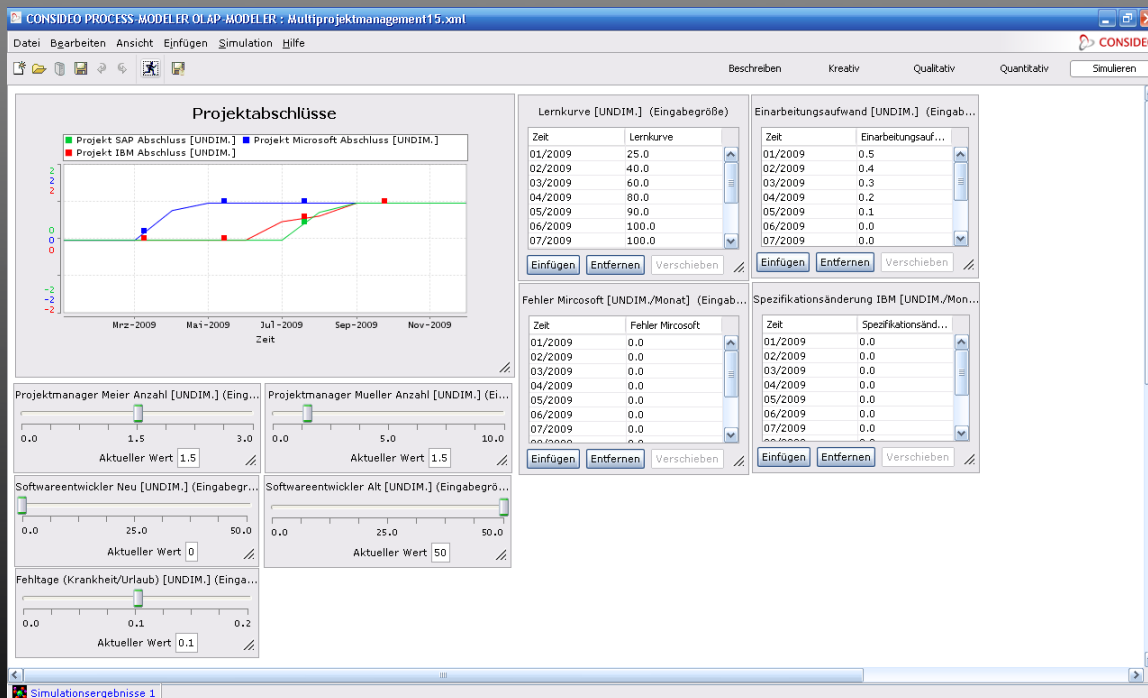 CONSIDEO PROCESS-MODELER OLAP-MODELER : Multiprojektmanagement15.xml
Datei Bearbeiten Ansicht Einfügen Simulation Hilfe
CONSIDEO
Beschreiben Kreativ Qualitativ Quantitativ Simulieren
Projektabschlüsse
Projekt SAP Abschluss [UNDIM.] Projekt Microsoft Abschluss [UNDIM.]
Projekt IBM Abschluss [UNDIM.]
2
2
2
0
0
0
-2
-2
-2
Mrz-2009 Mai-2009 Jul-2009 Sep-2009 Nov-2009
Zeit
Lernkurve [UNDIM.] (Eingabegröße)
Zeit Lernkurve
01/2009 25.0
02/2009 40.0
03/2009 60.0
04/2009 80.0
05/2009 90.0
06/2009 100.0
07/2009 100.0
Einfügen Entfernen Verschieben
Einarbeitungsaufwand [UNDIM.] (Eingab...
Zeit Einarbeitungsauf...
01/2009 0.5
02/2009 0.4
03/2009 0.3
04/2009 0.2
05/2009 0.1
06/2009 0.0
07/2009 0.0
Einfügen Entfernen Verschieben
Fehler Mircosoft [UNDIM./Monat] (Eingab...
Zeit Fehler Mircosoft
01/2009 0.0
02/2009 0.0
03/2009 0.0
04/2009 0.0
05/2009 0.0
06/2009 0.0
07/2009 0.0
Einfügen Entfernen Verschieben
Spezifikationsänderung IBM [UNDIM./Mon...
Zeit Spezifikationsänd...
01/2009 0.0
02/2009 0.0
03/2009 0.0
04/2009 0.0
05/2009 0.0
06/2009 0.0
07/2009 0.0
Einfügen Entfernen Verschieben
Projektmanager Meier Anzahl [UNDIM.] (Eing...
0.0 1.5 3.0
Aktueller Wert 1.5
Projektmanager Mueller Anzahl [UNDIM.] (Ei...
0.0 5.0 10.0
Aktueller Wert 1.5
Softwareentwickler Neu [UNDIM.] (Eingabegr...
0.0 25.0 50.0
Aktueller Wert 0
Softwareentwickler Alt [UNDIM.] (Eingabegrö...
0.0 25.0 50.0
Aktueller Wert 50
Fehltage (Krankheit/Urlaub) [UNDIM.] (Einga...
0.0 0.1 0.2
Aktueller Wert 0.1
Simulationsergebnisse 1